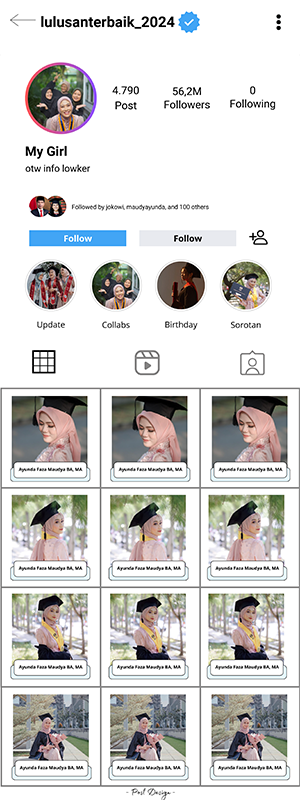 lulusanterbaik_2024
4.790 56,2M 0
Post Followers Following
My Girl
otw info lowker
Followed by jokowi, maudyayunda, and 100 others
Follow Follow
Update Collabs Birthday Sorotan
Ayunda Faza Maudya BA, MA Ayunda Faza Maudya BA, MA Ayunda Faza Maudya BA, MA
Ayunda Faza Maudya BA, MA Ayunda Faza Maudya BA, MA Ayunda Faza Maudya BA, MA
Ayunda Faza Maudya BA, MA Ayunda Faza Maudya BA, MA Ayunda Faza Maudya BA, MA
Ayunda Faza Maudya BA, MA Ayunda Faza Maudya BA, MA Ayunda Faza Maudya BA, MA
- Post Design -